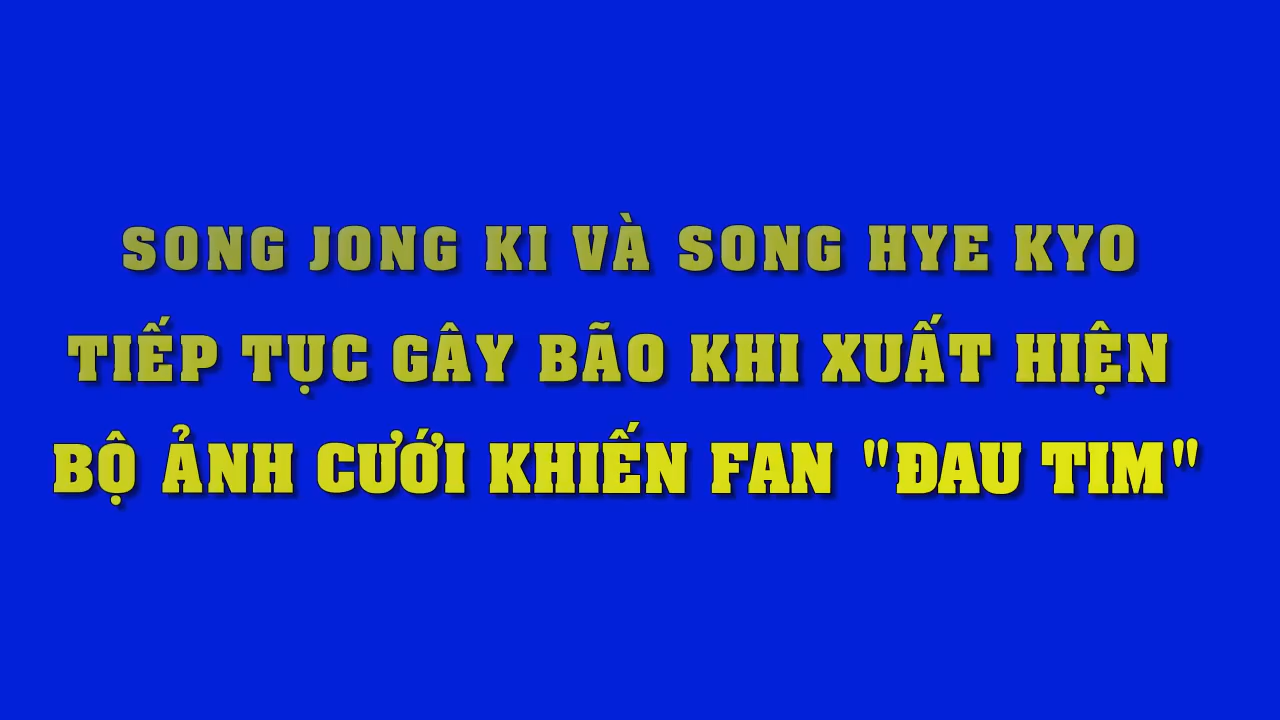 SONG JONG KI VÀ SONG HYE KYO
TIẾP TỤC GÂY BÃO KHI XUẤT HIỆN
BỘ ẢNH CƯỚI KHIẾN FAN "ĐAU TIM"